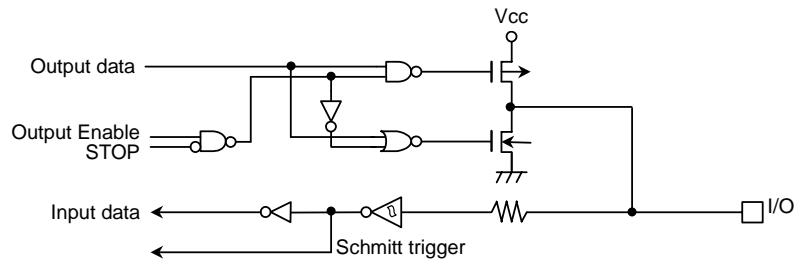 Vcc
Output data
Output Enable
STOP
Input data
I/O
Schmitt trigger